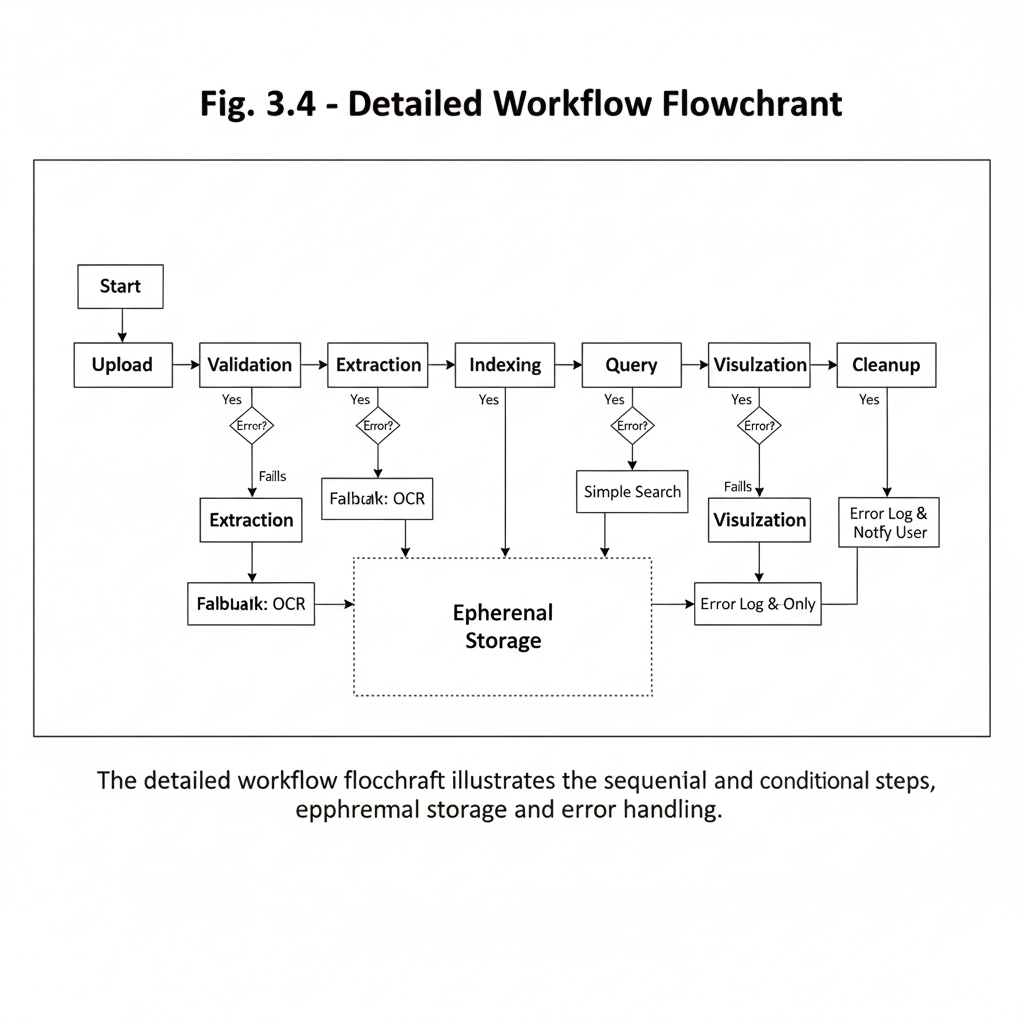 Fig. 3.4 - Detailed Workflow Flowchrant
Start
Upload
Validation
Extraction
Indexing
Query
Visulzation
Cleanup
Yes
Yes
Yes
Yes
Yes
Yes
Error?
Error?
Error?
Error?
Faills
Faills
Falbuak: OCR
Simple Search
Extraction
Visulzation
Error Log &
Notfy User
Falbuaik: OCR
Epherenal
Storage
Error Log & Only
The detailed workflow flocchraft illustrates the sequenial and conditional steps,
epphremmal storage and error handling.